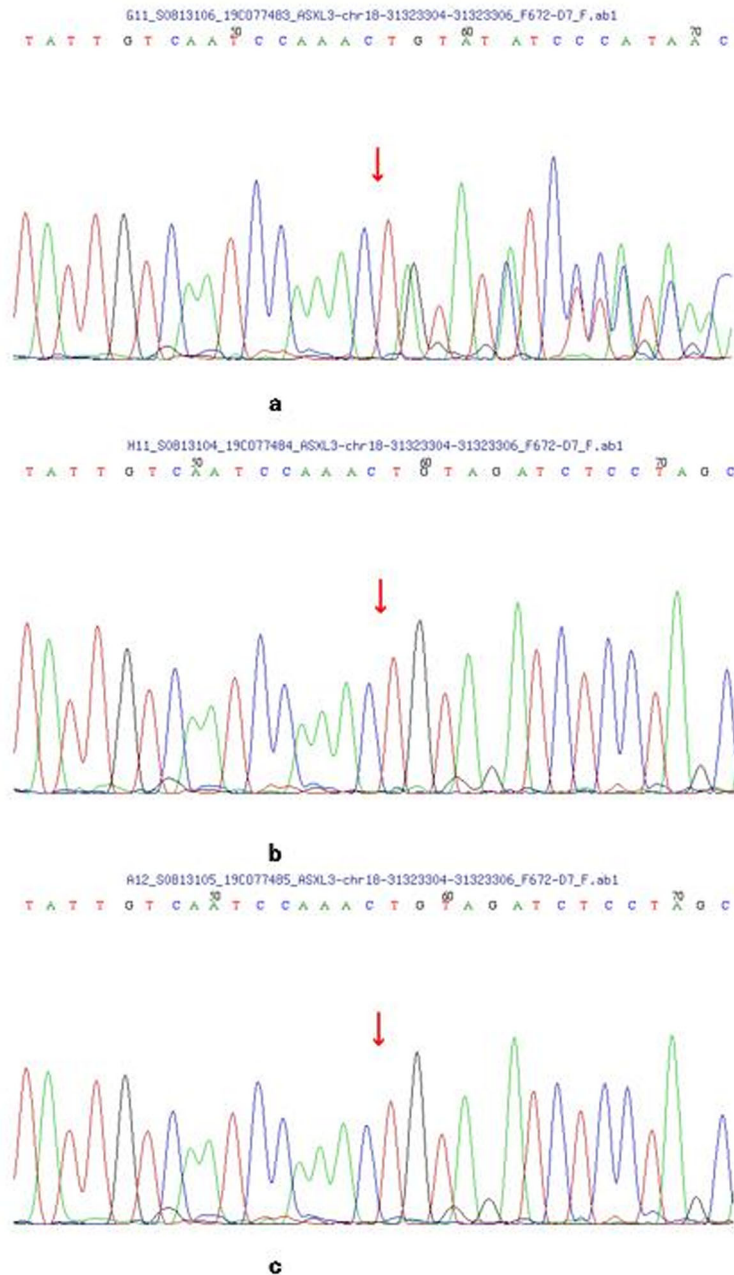 G11_S0813106_19C077483_ASXL3-chr18-31323304-31323306_F672-D7_F.ab1
50 60 70
T A T T G T C A A T C C A A A C T G T A T A T C C C A T A A C
a
H11_S0813104_19C077484_ASXL3-chr18-31323304-31323306_F672-D7_F.ab1
50 60 70
T A T T G T C A A T C C A A A C T G T A G A T C T C C T A G C
b
A12_S0813105_19C077485_ASXL3-chr18-31323304-31323306_F672-D7_F.ab1
50 60 70
T A T T G T C A A T C C A A A C T G T A G A T C T C C T A G C
c